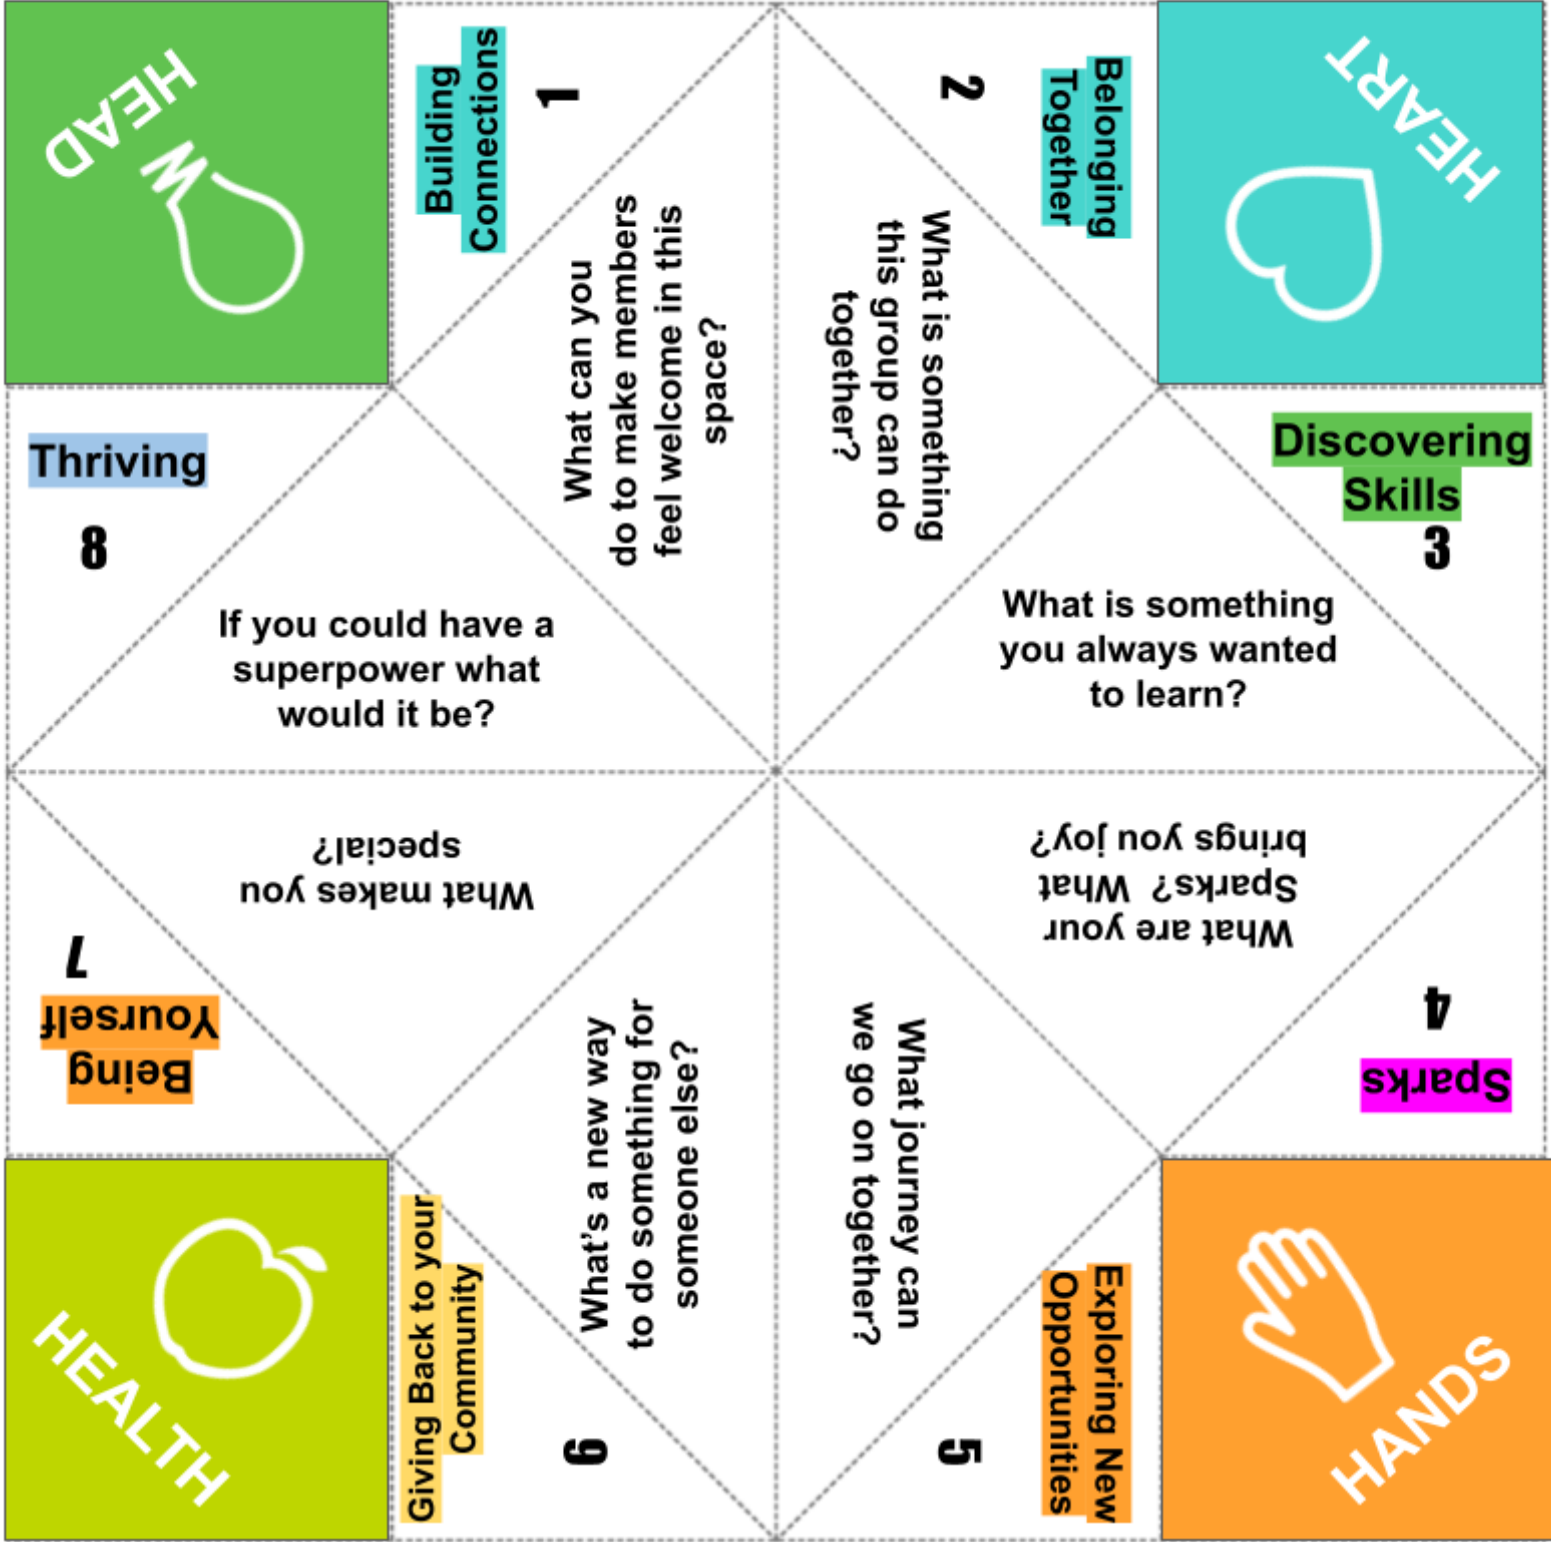 HEAD
Building
Connections
1
What can you
do to make members
feel welcome in this
space?
2
Belonging
Together
What is something
this group can do
together?
HEART
Discovering
Skills
3
What is something
you always wanted
to learn?
4
Sparks
What are your
Sparks? What
brings you joy?
HANDS
Exploring New
Opportunities
5
What journey can
we go on together?
6
Giving Back to your
Community
What's a new way
to do something for
someone else?
HEALTH
Being
Yourself
7
What makes you
special?
Thriving
8
If you could have a
superpower what
would it be?